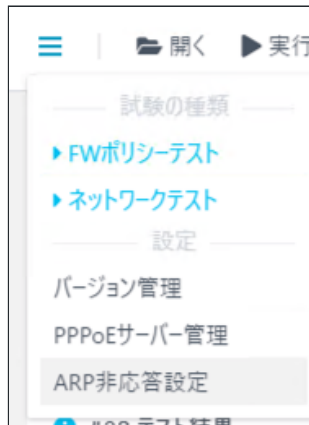 開く 実行
試験の種類
FWポリシーテスト
ネットワークテスト
設定
バージョン管理
PPPoEサーバー管理
ARP非応答設定